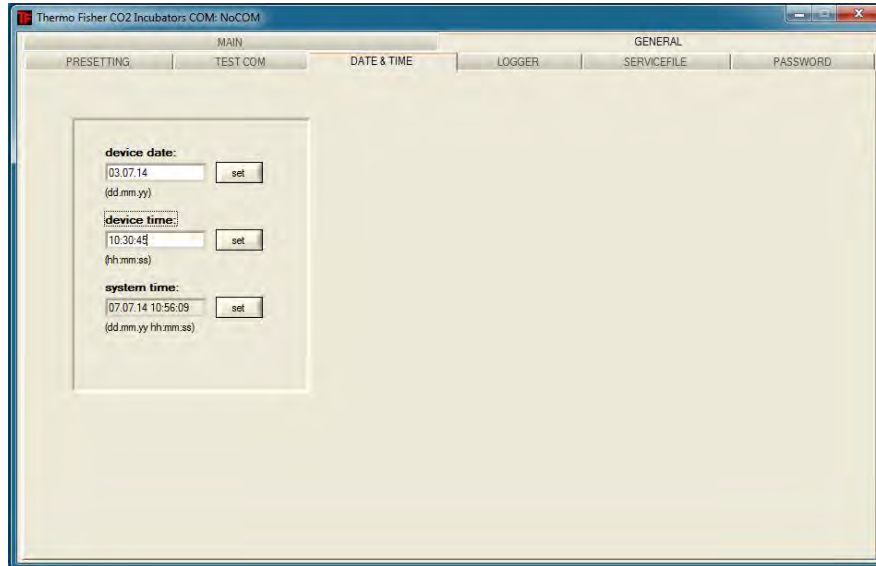 Thermo Fisher CO2 Incubators COM: NoCOM
MAIN GENERAL
PRESETTING TEST COM DATE & TIME LOGGER SERVICEFILE PASSWORD
device date:
03.07.14 set
(dd.mm.yy)
device time:
10:30:45 set
(hh:mm:ss)
system time:
07.07.14 10:56:09 set
(dd.mm.yy hh:mm:ss)